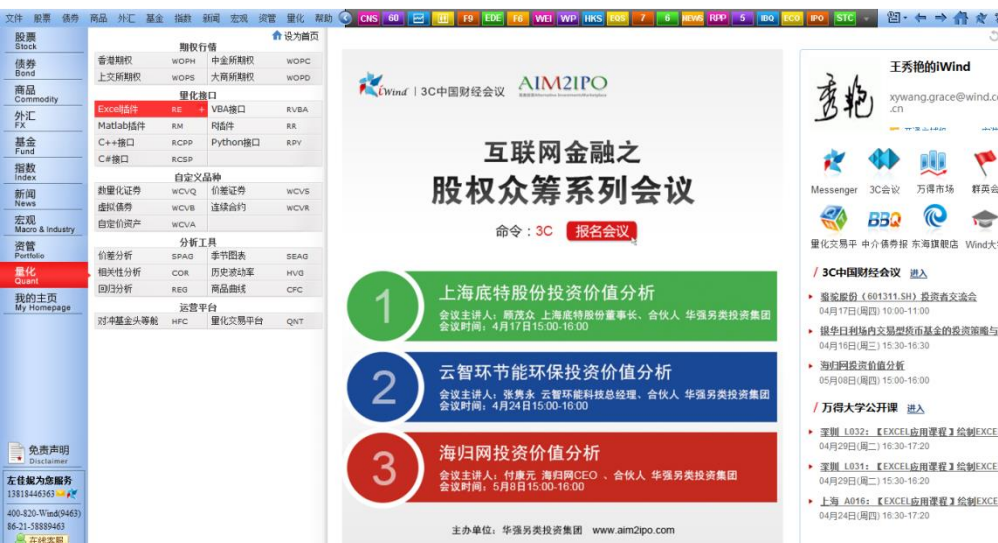 文件 股票 债券 商品 外汇 基金 指数 新闻 宏观 资管 量化 帮助
CNS 60 F9 EDE F6 WEI WP HKS EQS 7 6 NEWS RPP 5 IBQ ECO IPO STC
股票
Stock
债券
Bond
商品
Commodity
外汇
FX
基金
Fund
指数
Index
新闻
News
宏观
Macro & Industry
资管
Portfolio
量化
Quant
我的主页
My Homepage
免责声明
Disclaimer
左佳妮为您服务
13818446363
400-820-Wind(9463)
86-21-58889463
在线客服
设为首页
期权行情
香港期权 WOPH 中金所期权 WOPC
上交所期权 WOPS 大商所期权 WOPD
量化接口
Excel插件 RE + VBA接口 RVBA
Matlab插件 RM R插件 RR
C++接口 RCPP Python接口 RPY
C#接口 RCSP
自定义品种
数量化证券 WCVQ 价差证券 WCVS
虚拟债券 WCVB 连续合约 WCVR
自定价资产 WCVA
分析工具
价差分析 SPAG 季节图表 SEAG
相关性分析 COR 历史波动率 HVG
回归分析 REG 商品曲线 CFC
运营平台
对冲基金头等舱 HFC 量化交易平台 QNT
iWind | 3C中国财经会议 AIM2IPO
互联网金融之
股权众筹系列会议
命令：3C 报名会议
1
上海底特股份投资价值分析
会议主讲人：顾茂众 上海底特股份董事长、合伙人 华强另类投资集团
会议时间：4月17日15:00-16:00
2
云智环节能环保投资价值分析
会议主讲人：张隽永 云智环能科技总经理、合伙人 华强另类投资集团
会议时间：4月24日15:00-16:00
3
海归网投资价值分析
会议主讲人：付康元 海归网CEO 、合伙人 华强另类投资集团
会议时间：5月8日15:00-16:00
主办单位：华强另类投资集团 www.aim2ipo.com
王秀艳的iWind
秀艳
xywang.grace@wind.co
.cn
Messenger 3C会议 万得市场 群英会
BBQ
量化交易平 中介债券报 东海旗舰店 Wind大
/ 3C中国财经会议 进入
骆驼股份（601311.SH）投资者交流会
04月17日(周四) 10:00-11:00
银华日利场内交易型货币基金的投资策略与
04月16日(周三) 15:30-16:30
海归网投资价值分析
05月08日(周四) 15:00-16:00
/ 万得大学公开课 进入
深圳 L032：【EXCEL应用课程】绘制EXCE
04月29日(周二) 16:30-17:20
深圳 L031：【EXCEL应用课程】绘制EXCE
04月29日(周二) 15:30-16:20
上海 A016：【EXCEL应用课程】绘制EXCE
04月24日(周四) 16:30-17:20